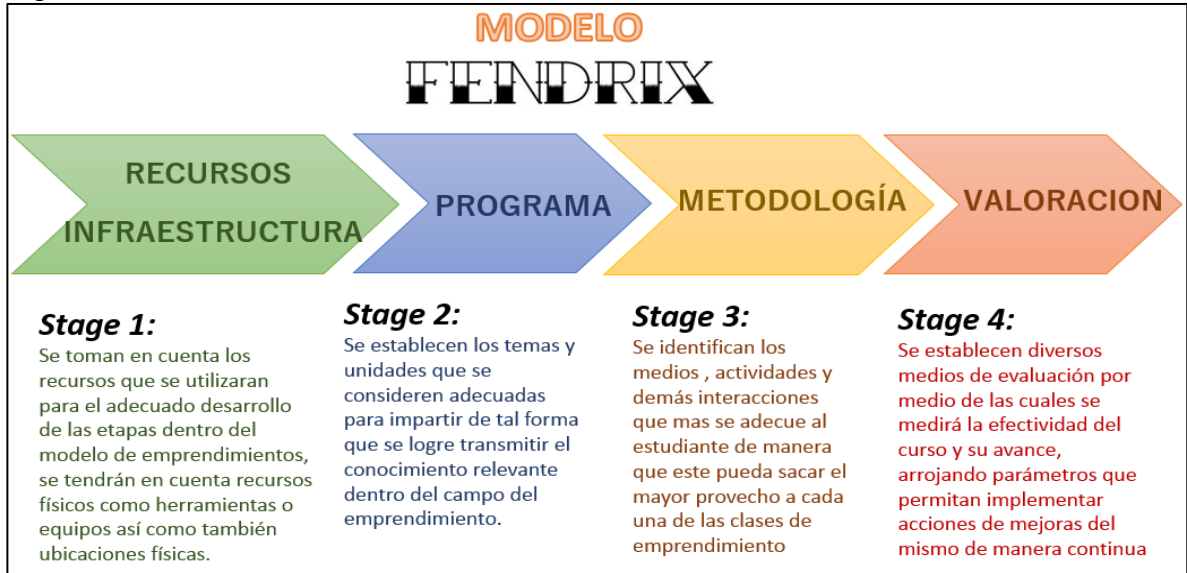 MODELO
FENDRIX
RECURSOS
INFRAESTRUCTURA
PROGRAMA
METODOLOGÍA
VALORACION
Stage 1:
Se toman en cuenta los
recursos que se utilizaran
para el adecuado desarrollo
de las etapas dentro del
modelo de emprendimientos,
se tendrán en cuenta recursos
físicos como herramientas o
equipos así como también
ubicaciones físicas.
Stage 2:
Se establecen los temas y
unidades que se
consideren adecuadas
para impartir de tal forma
que se logre transmitir el
conocimiento relevante
dentro del campo del
emprendimiento.
Stage 3:
Se identifican los
medios , actividades y
demás interacciones
que mas se adecue al
estudiante de manera
que este pueda sacar el
mayor provecho a cada
una de las clases de
emprendimiento
Stage 4:
Se establecen diversos
medios de evaluación por
medio de las cuales se
medirá la efectividad del
curso y su avance,
arrojando parámetros que
permitan implementar
acciones de mejoras del
mismo de manera continua